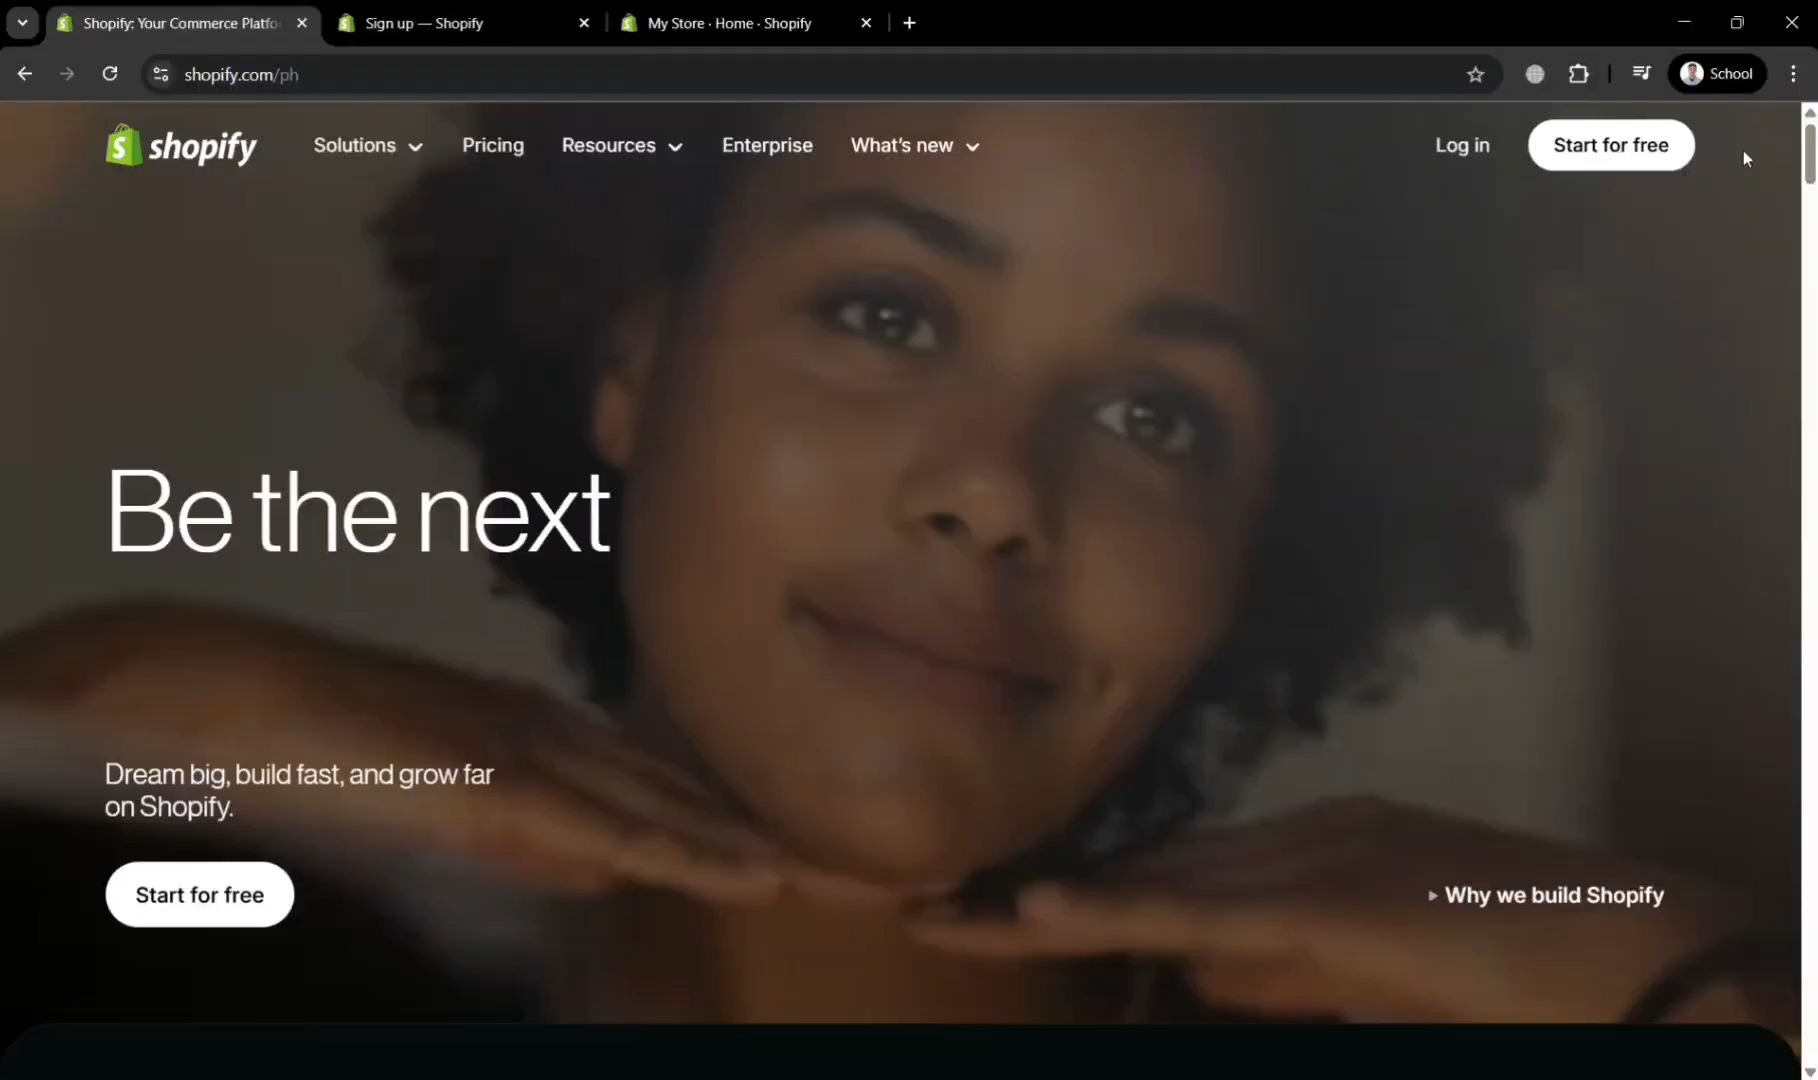 Shopify: Your Commerce Platfo
Sign up — Shopify
My Store · Home · Shopify
shopify.com/ph
School
shopify
Solutions
Pricing
Resources
Enterprise
What's new
Log in
Start for free
Be the next
Dream big, build fast, and grow far
on Shopify.
Start for free
Why we build Shopify